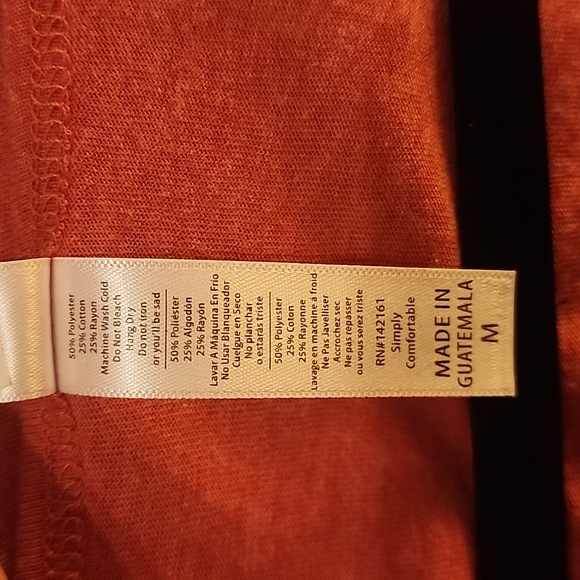 50% Polyester
25% Cotton
25% Rayon
Machine Wash Cold
Do Not Bleach
Hang Dry
Do not iron
or you'll be sad
50% Poliéster
25% Algodón
25% Rayón
Lavar A Máquina En Frio
No Usar Blanqueador
Cuelgue en Seco
No planchar
o estarás triste
50% Polyester
25% Coton
25% Rayonne
Lavage en machine á froid
Ne Pas Javelliser
Accrochez sec
Ne pas repasser
ou vous serez triste
RN#142161
Simply
Comfortable
MADE IN
GUATEMALA
M